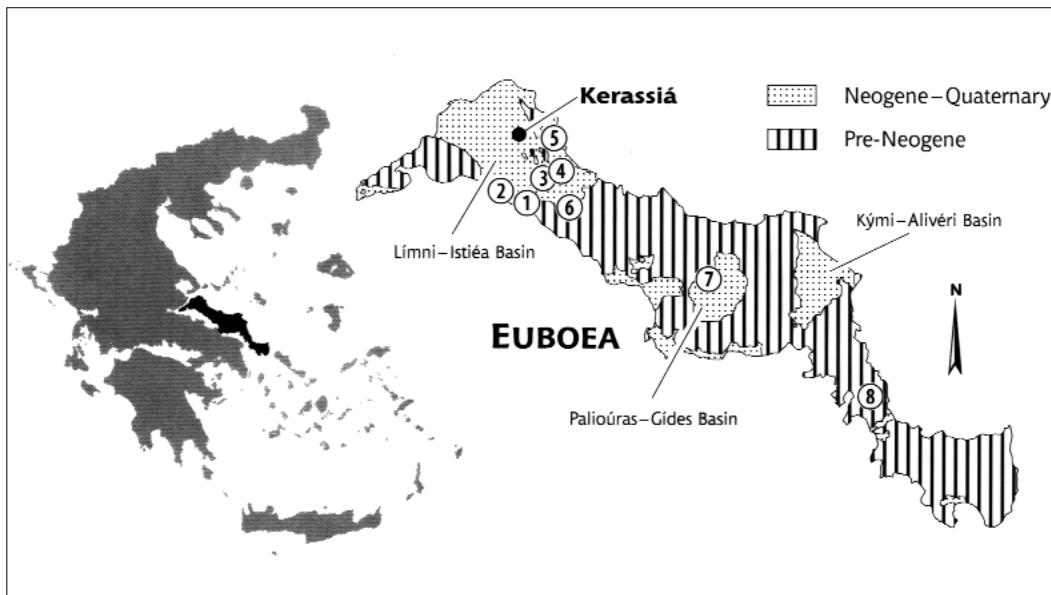 Kerassiá
Neogene–Quaternary
Pre-Neogene
5
4
3
2
1
6
Kými–Alivéri Basin
Límni–Istiéa Basin
7
N
EUBOEA
8
Палioúras–Gídes Basin